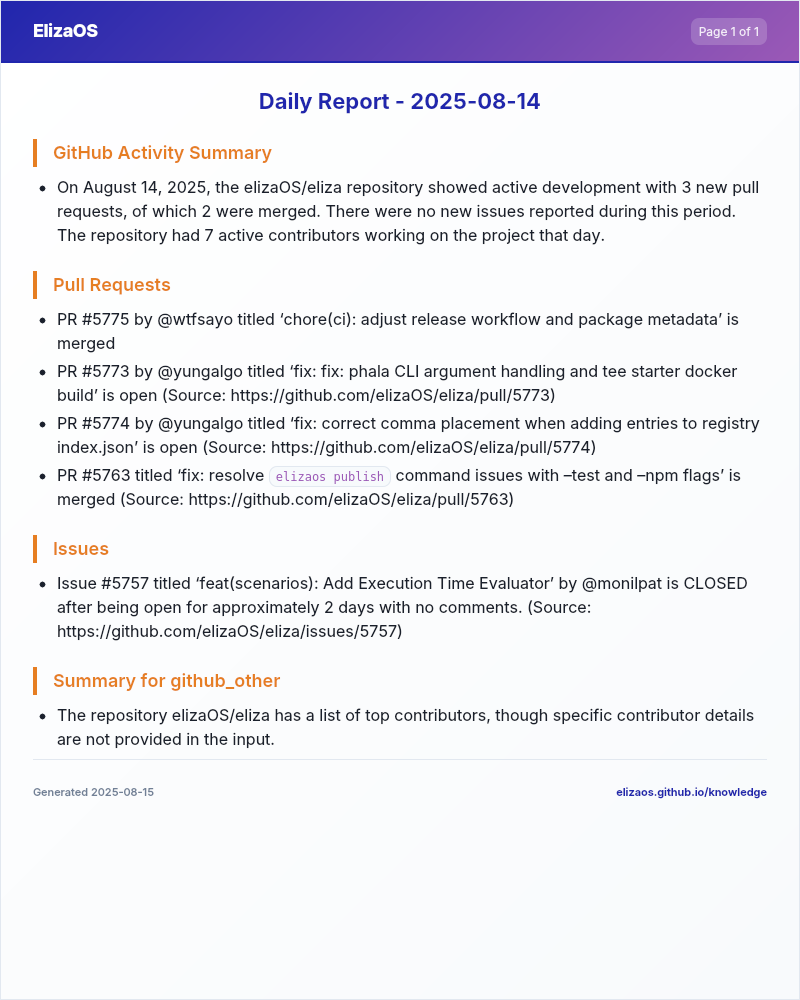 ElizaOS
Page 1 of 1
Daily Report - 2025-08-14
GitHub Activity Summary
• On August 14, 2025, the elizaOS/eliza repository showed active development with 3 new pull
requests, of which 2 were merged. There were no new issues reported during this period.
The repository had 7 active contributors working on the project that day.
Pull Requests
• PR #5775 by @wtfsayo titled ‘chore(ci): adjust release workflow and package metadata’ is
merged
• PR #5773 by @yungalgo titled ‘fix: fix: phala CLI argument handling and tee starter docker
build’ is open (Source: https://github.com/elizaOS/eliza/pull/5773)
• PR #5774 by @yungalgo titled ‘fix: correct comma placement when adding entries to registry
index.json’ is open (Source: https://github.com/elizaOS/eliza/pull/5774)
• PR #5763 titled ‘fix: resolve elizaos publish command issues with –test and –npm flags’ is
merged (Source: https://github.com/elizaOS/eliza/pull/5763)
Issues
• Issue #5757 titled ‘feat(scenarios): Add Execution Time Evaluator’ by @monilpat is CLOSED
after being open for approximately 2 days with no comments. (Source:
https://github.com/elizaOS/eliza/issues/5757)
Summary for github_other
• The repository elizaOS/eliza has a list of top contributors, though specific contributor details
are not provided in the input.
Generated 2025-08-15
elizaos.github.io/knowledge